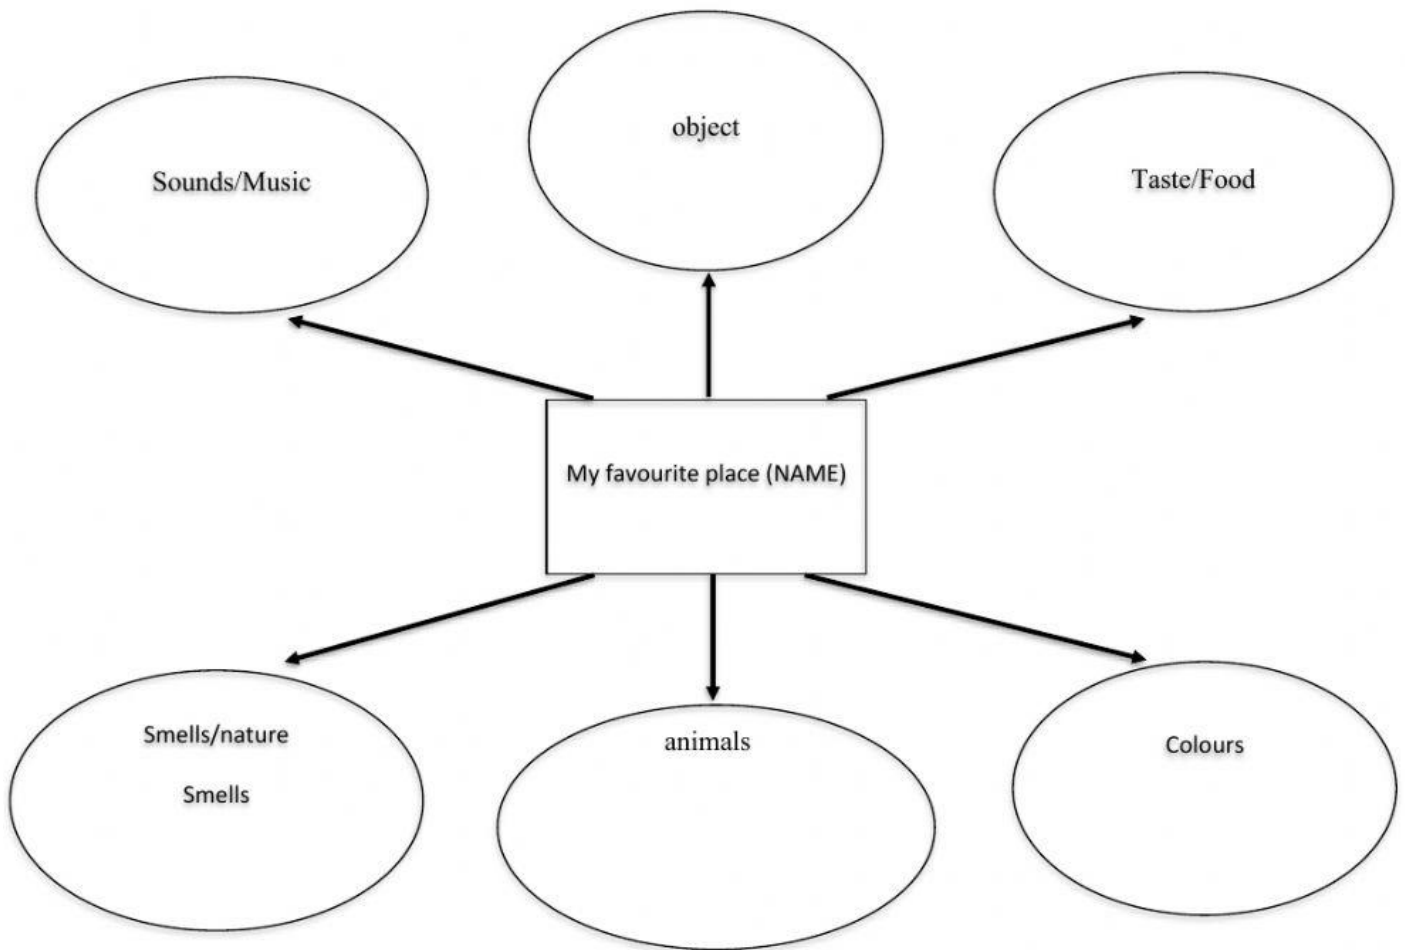 object
Sounds/Music
Taste/Food
My favourite place (NAME)
Smells/nature
Smells
animals
Colours